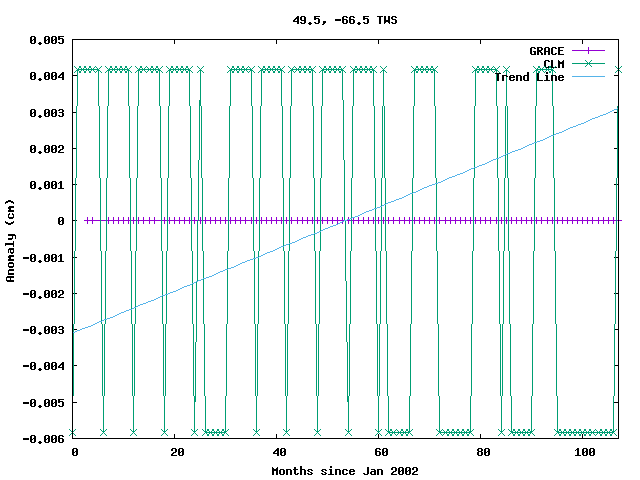 49.5, -66.5 TWS
0.005
0.004
0.003
0.002
0.001
0
-0.001
-0.002
-0.003
-0.004
-0.005
-0.006
Anomaly (cm)
GRACE
CLM
Trend Line
0 20 40 60 80 100
Months since Jan 2002